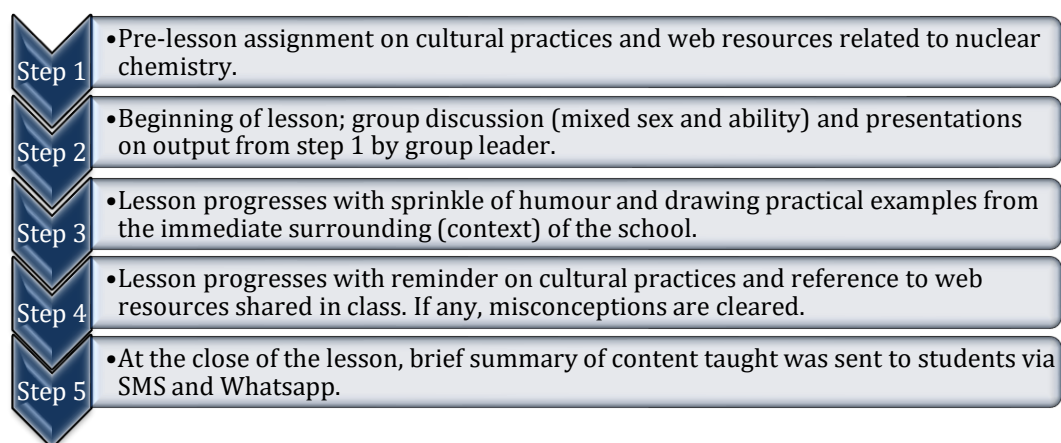 Step 1
•Pre-lesson assignment on cultural practices and web resources related to nuclear
chemistry.
Step 2
•Beginning of lesson; group discussion (mixed sex and ability) and presentations
on output from step 1 by group leader.
Step 3
•Lesson progresses with sprinkle of humour and drawing practical examples from
the immediate surrounding (context) of the school.
Step 4
•Lesson progresses with reminder on cultural practices and reference to web
resources shared in class. If any, misconceptions are cleared.
Step 5
•At the close of the lesson, brief summary of content taught was sent to students via
SMS and Whatsapp.